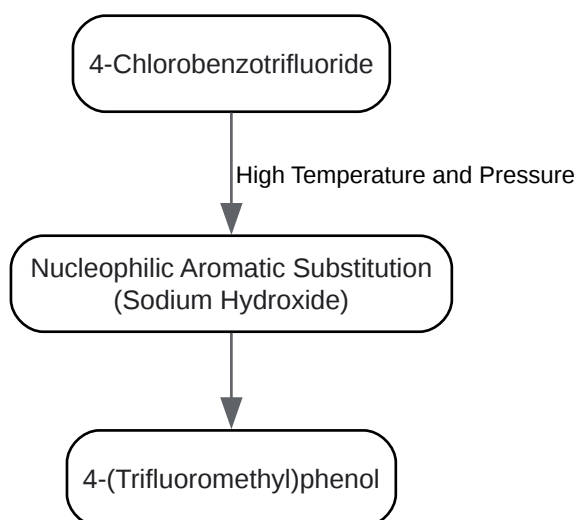 4-Chlorobenzotrifluoride
High Temperature and Pressure
Nucleophilic Aromatic Substitution
(Sodium Hydroxide)
4-(Trifluoromethyl)phenol